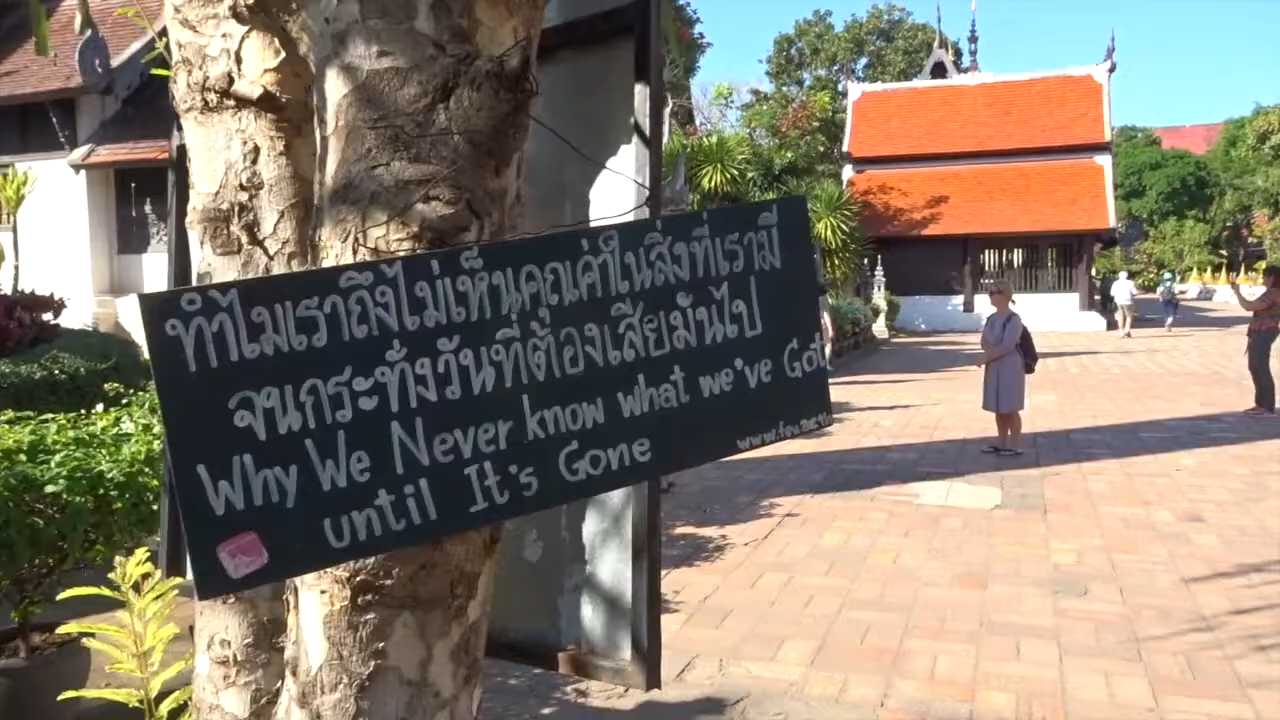 ทำไมเราถึงไม่เห็นคุณค่าในสิ่งที่เรามี
จนกระทั่งวันที่ต้องเสียมันไป
Why We Never know what we've Got
until It's Gone